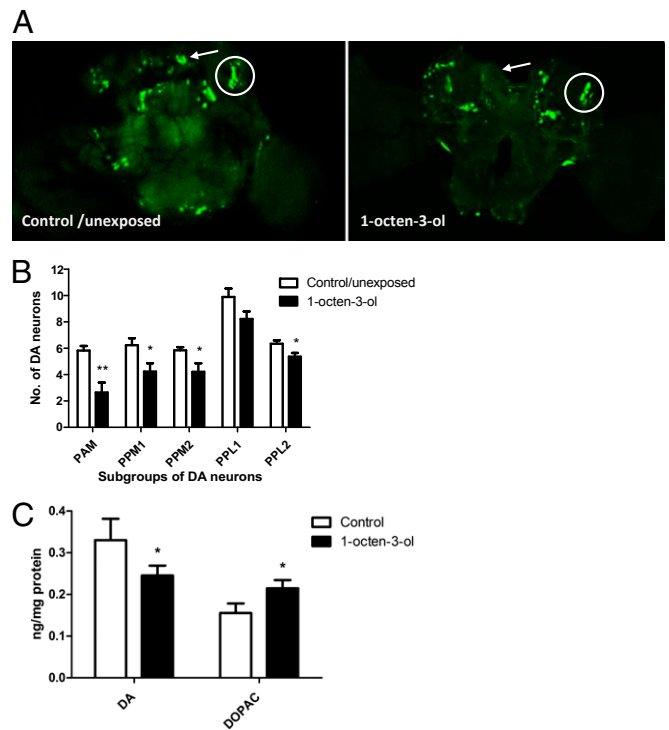 A
Control /unexposed
1-octen-3-ol
B
No. of DA neurons
12
10
8
6
4
2
0
Control/unexposed
1-octen-3-ol
**
*
*
*
PAM
PPM1
PPM2
PPL1
PPL2
Subgroups of DA neurons
C
ng/mg protein
0.4
0.3
0.2
0.1
0.0
Control
1-octen-3-ol
*
*
DA
DOPAC